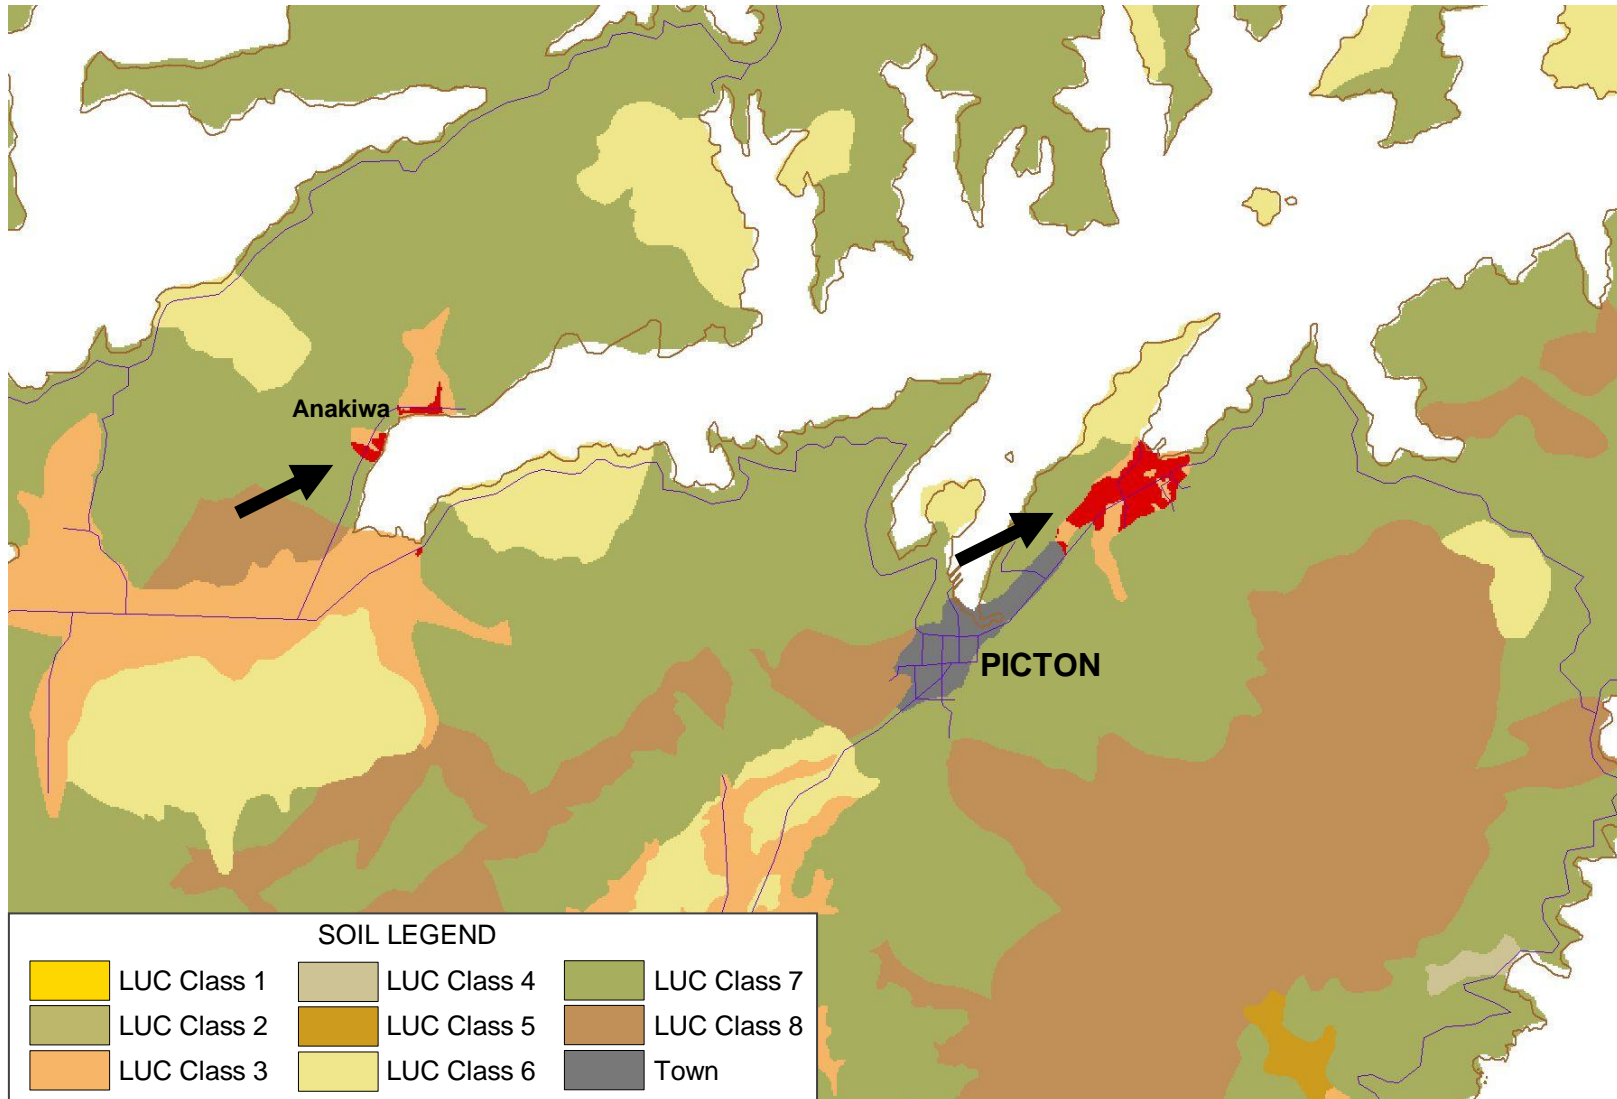 Anakiwa
PICTON
SOIL LEGEND
LUC Class 1
LUC Class 4
LUC Class 7
LUC Class 2
LUC Class 5
LUC Class 8
LUC Class 3
LUC Class 6
Town